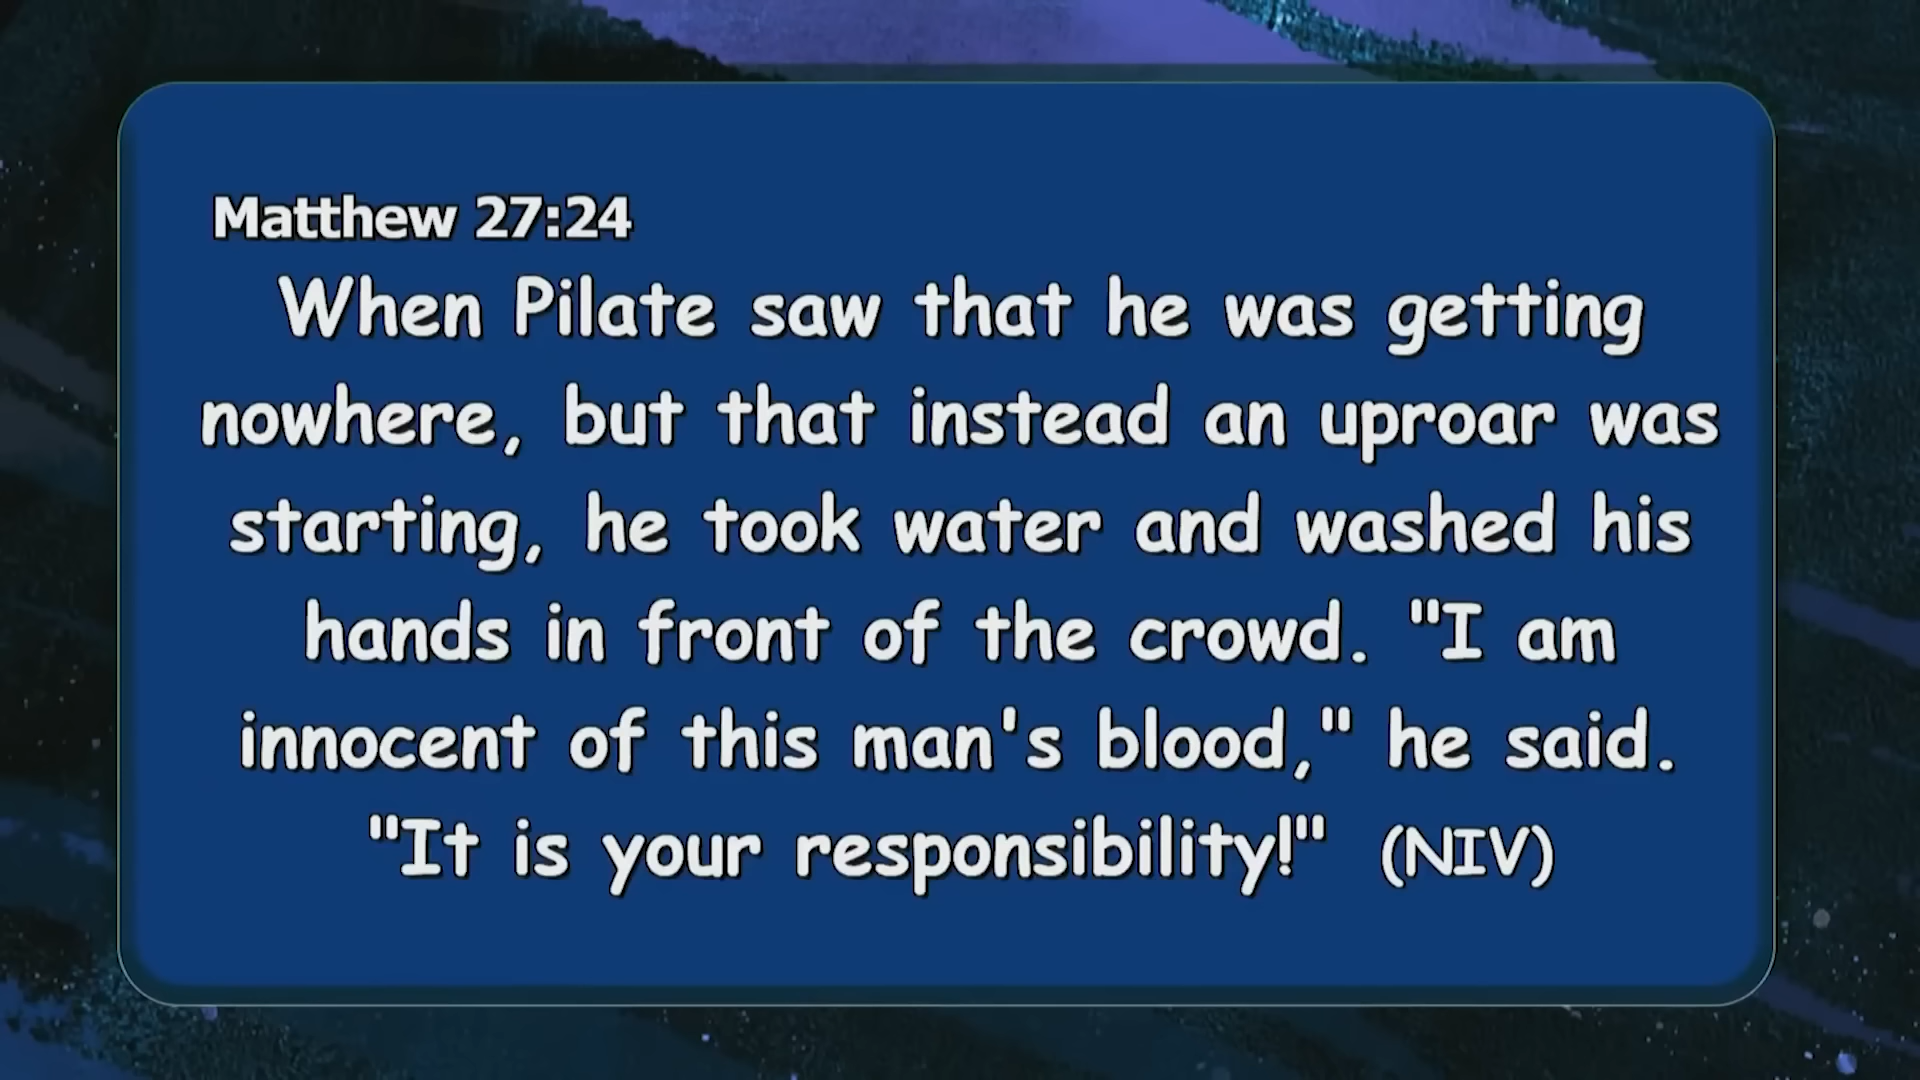 Matthew 27:24
When Pilate saw that he was getting
nowhere, but that instead an uproar was
starting, he took water and washed his
hands in front of the crowd. "I am
innocent of this man's blood," he said.
"It is your responsibility!" (NIV)